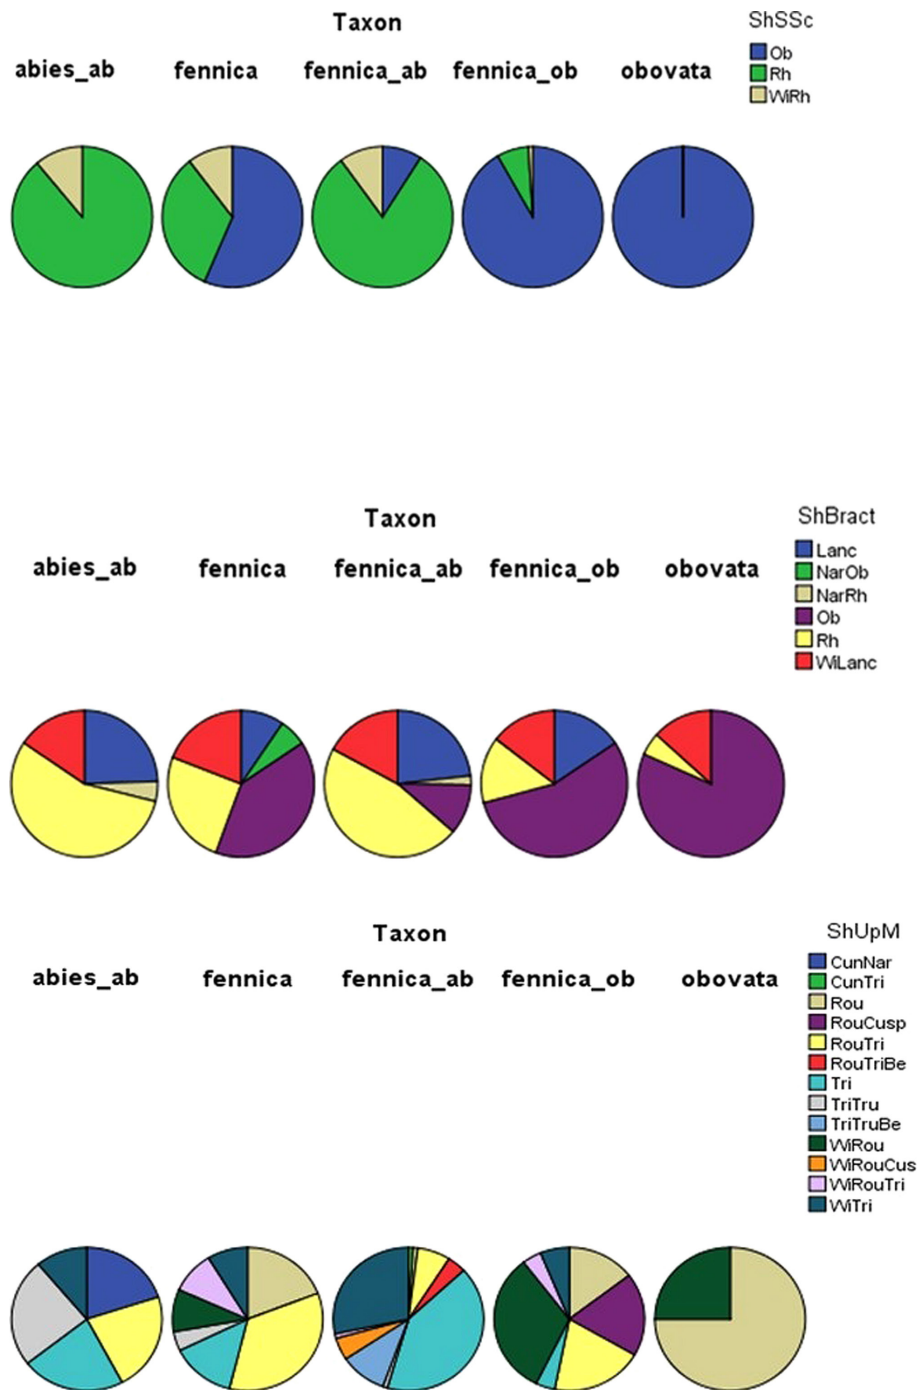 Taxon
abies_ab fennica fennica_ab fennica_ob obovata
ShSSc
Ob
Rh
WiRh
Taxon
abies_ab fennica fennica_ab fennica_ob obovata
ShBract
Lanc
NarOb
NarRh
Ob
Rh
WiLanc
Taxon
abies_ab fennica fennica_ab fennica_ob obovata
ShUpM
CunNar
CunTri
Rou
RouCusp
RouTri
RouTriBe
Tri
TriTru
TriTruBe
WiRou
WiRouCus
WiRouTri
WiTri